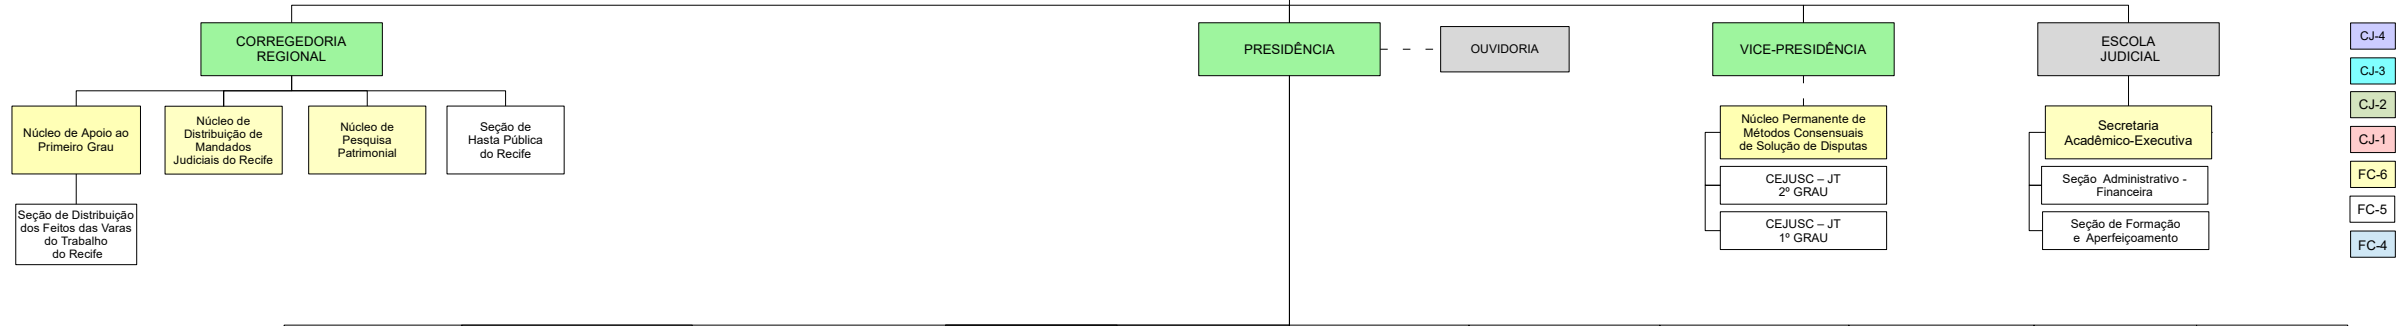 CORREGEDORIA
REGIONAL
PRESIDÊNCIA
OUVIDORIA
VICE-PRESIDÊNCIA
ESCOLA
JUDICIAL
Núcleo de Apoio ao
Primeiro Grau
Núcleo de
Distribuição de
Mandados
Judiciais do Recife
Núcleo de
Pesquisa
Patrimonial
Seção de
Hasta Pública
do Recife
Seção de Distribuição
dos Feitos das Varas
do Trabalho
do Recife
Núcleo Permanente de
Métodos Consensuais
de Solução de Disputas
CEJUSC – JT
2º GRAU
CEJUSC – JT
1º GRAU
Secretaria
Acadêmico-Executiva
Seção Administrativo -
Financeira
Seção de Formação
e Aperfeiçoamento
CJ-4
CJ-3
CJ-2
CJ-1
FC-6
FC-5
FC-4